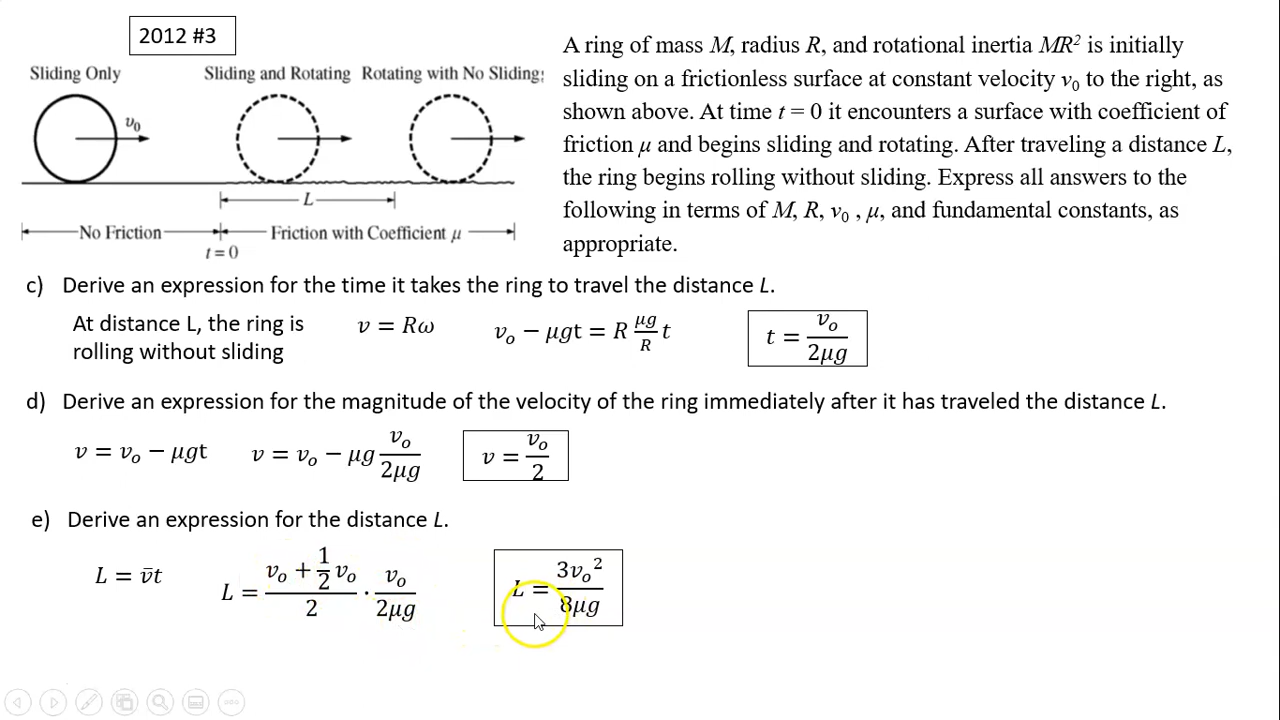 2012 #3
Sliding Only
Sliding and Rotating
Rotating with No Sliding:
v₀
L
No Friction
Friction with Coefficient μ
t = 0
A ring of mass M, radius R, and rotational inertia MR² is initially
sliding on a frictionless surface at constant velocity v₀ to the right, as
shown above. At time t = 0 it encounters a surface with coefficient of
friction μ and begins sliding and rotating. After traveling a distance L,
the ring begins rolling without sliding. Express all answers to the
following in terms of M, R, v₀ , μ, and fundamental constants, as
appropriate.
c) Derive an expression for the time it takes the ring to travel the distance L.
At distance L, the ring is
rolling without sliding
v = Rω
vₒ − μgt = R μg/R t
t = vₒ/2μg
d) Derive an expression for the magnitude of the velocity of the ring immediately after it has traveled the distance L.
v = vₒ − μgt
v = vₒ − μg vₒ/2μg
v = vₒ/2
e) Derive an expression for the distance L.
L = v̄t
L = (vₒ + 1/2 vₒ)/2 · vₒ/2μg
L = 3vₒ²/8μg